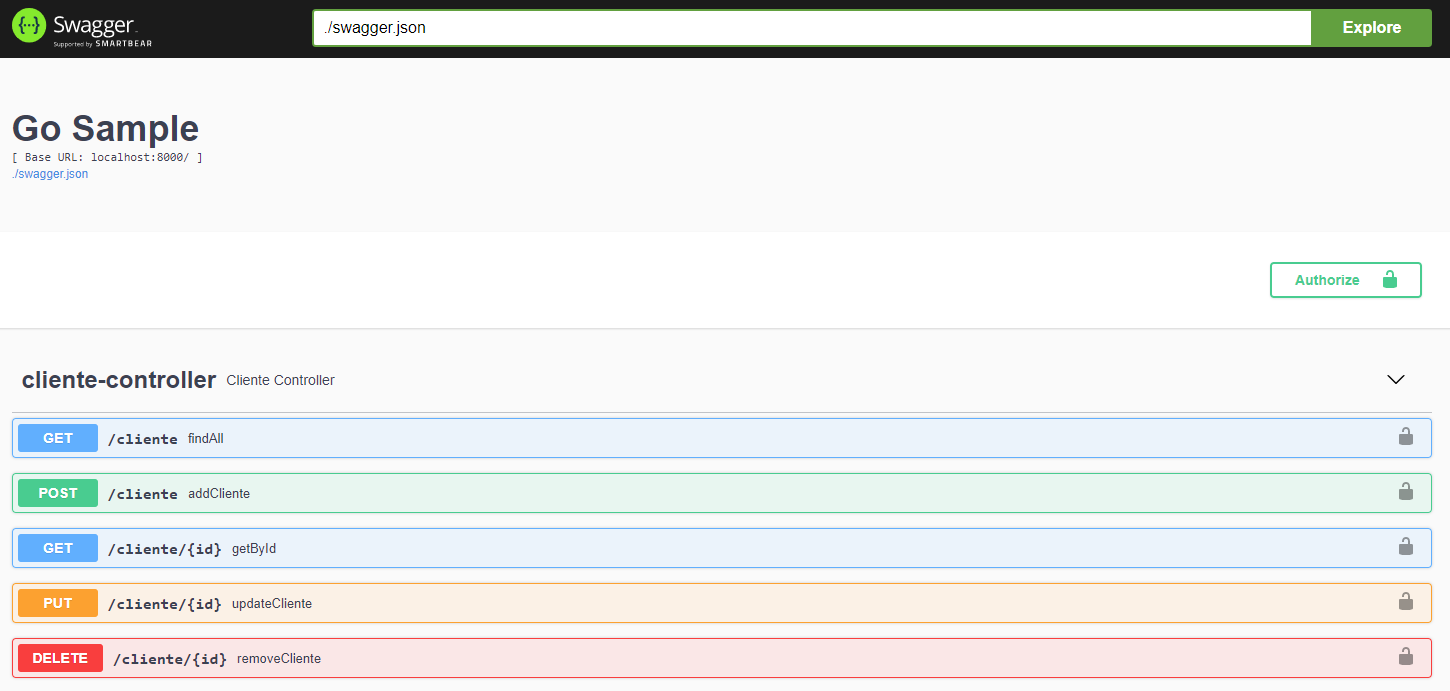 {...} Swagger
Supported by SMARTBEAR
./swagger.json
Explore
Go Sample
[ Base URL: localhost:8000/ ]
./swagger.json
Authorize
cliente-controller Cliente Controller
GET /cliente findAll
POST /cliente addCliente
GET /cliente/{id} getById
PUT /cliente/{id} updateCliente
DELETE /cliente/{id} removeCliente